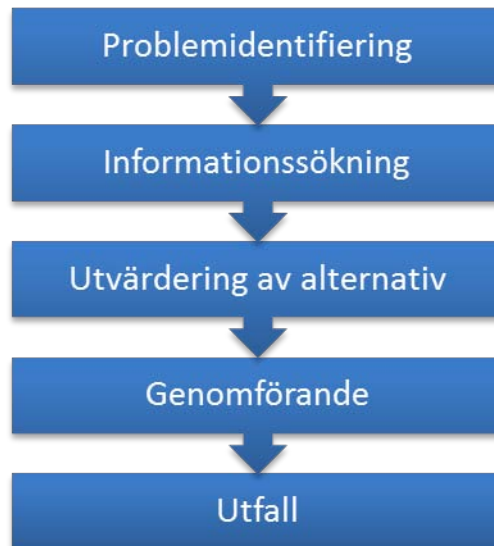 Problemidentifiering
Informationssökning
Utvärdering av alternativ
Genomförande
Utfall